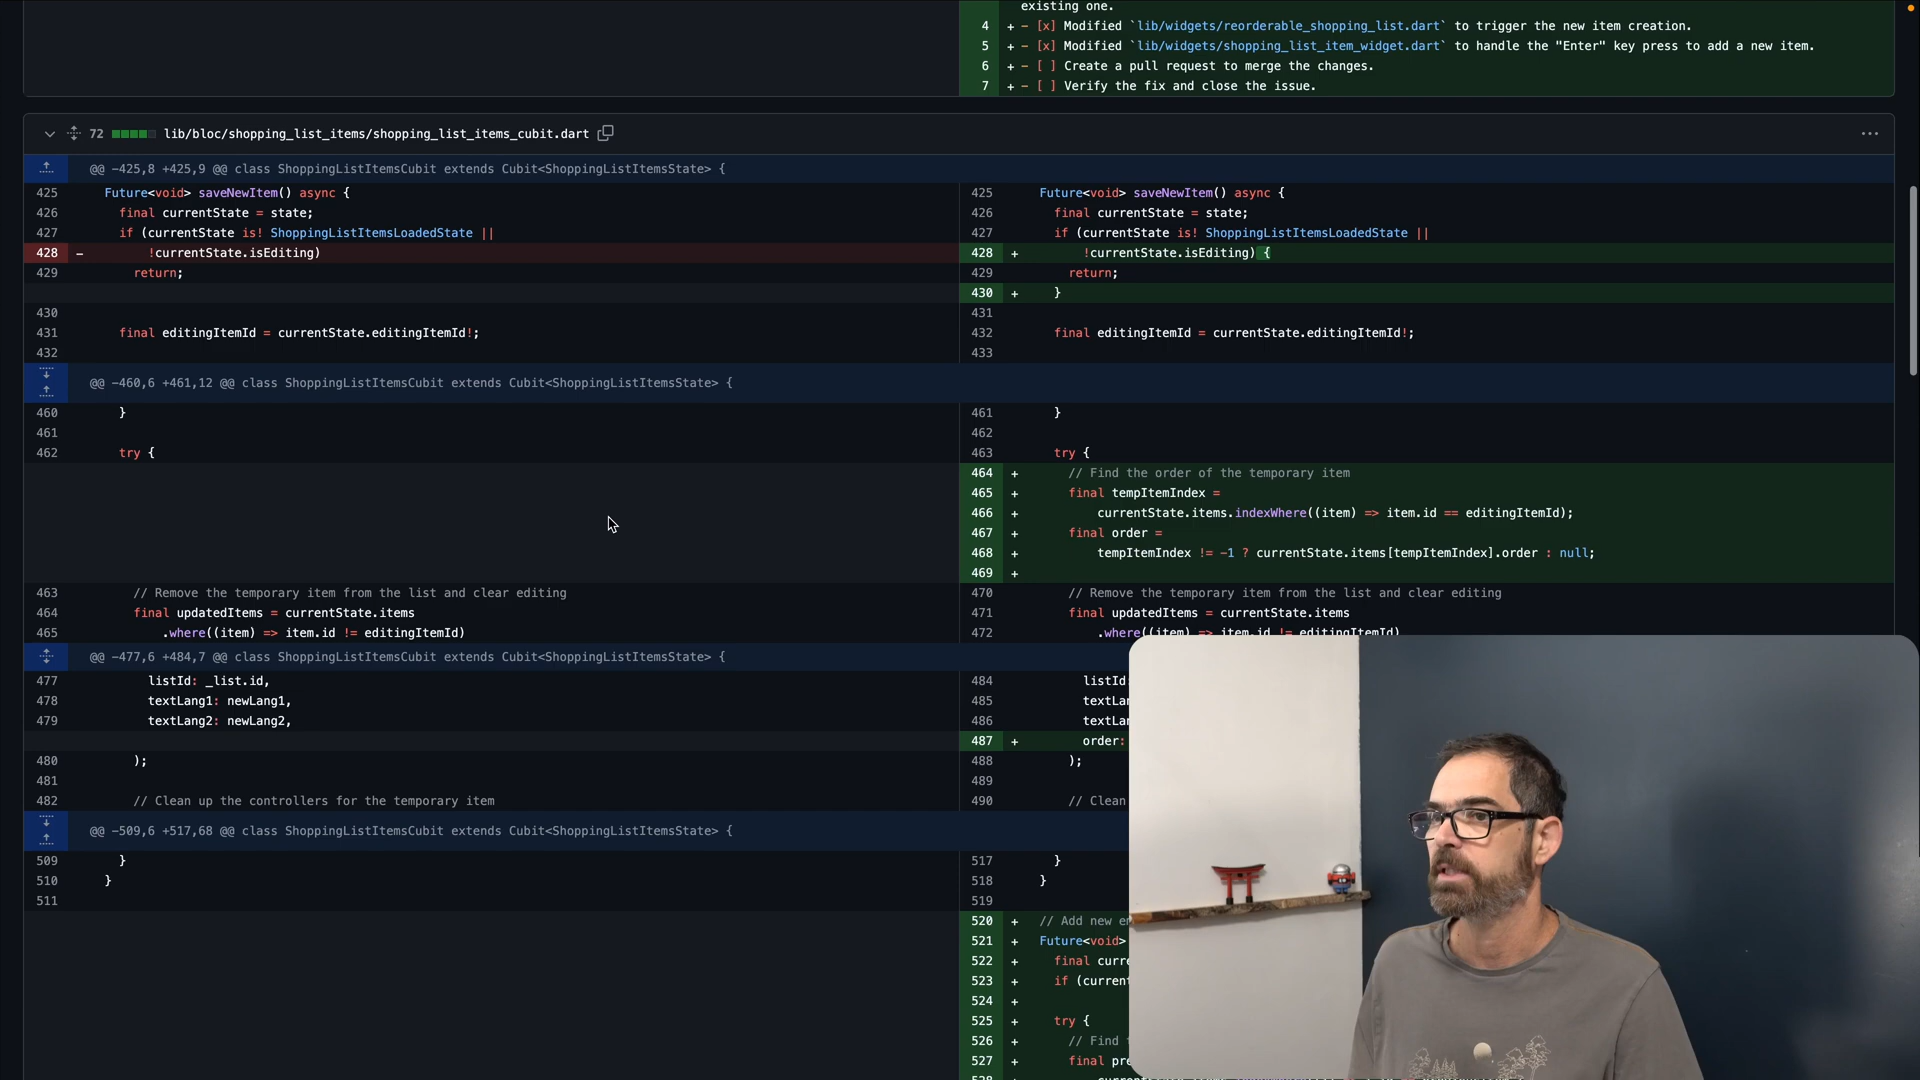 existing one.
4 + - [x] Modified `lib/widgets/reorderable_shopping_list.dart` to trigger the new item creation.
5 + - [x] Modified `lib/widgets/shopping_list_item_widget.dart` to handle the "Enter" key press to add a new item.
6 + - [ ] Create a pull request to merge the changes.
7 + - [ ] Verify the fix and close the issue.
72 lib/bloc/shopping_list_items/shopping_list_items_cubit.dart
@@ -425,8 +425,9 @@ class ShoppingListItemsCubit extends Cubit<ShoppingListItemsState> {
425 Future<void> saveNewItem() async {
426 final currentState = state;
427 if (currentState is! ShoppingListItemsLoadedState ||
428 - !currentState.isEditing)
429 return;
430
431 final editingItemId = currentState.editingItemId!;
432
425 Future<void> saveNewItem() async {
426 final currentState = state;
427 if (currentState is! ShoppingListItemsLoadedState ||
428 + !currentState.isEditing) {
429 return;
430 + }
431
432 final editingItemId = currentState.editingItemId!;
433
@@ -460,6 +461,12 @@ class ShoppingListItemsCubit extends Cubit<ShoppingListItemsState> {
460 }
461
462 try {
463 // Remove the temporary item from the list and clear editing
464 final updatedItems = currentState.items
465 .where((item) => item.id != editingItemId)
461 }
462
463 try {
464 + // Find the order of the temporary item
465 + final tempItemIndex =
466 + currentState.items.indexWhere((item) => item.id == editingItemId);
467 + final order =
468 + tempItemIndex != -1 ? currentState.items[tempItemIndex].order : null;
469 +
470 // Remove the temporary item from the list and clear editing
471 final updatedItems = currentState.items
472 .where((item) => item.id != editingItemId)
@@ -477,6 +484,7 @@ class ShoppingListItemsCubit extends Cubit<ShoppingListItemsState> {
477 listId: _list.id,
478 textLang1: newLang1,
479 textLang2: newLang2,
480 );
481
482 // Clean up the controllers for the temporary item
484 listId
485 textLa
486 textLa
487 + order:
488 );
489
490 // Clean
@@ -509,6 +517,68 @@ class ShoppingListItemsCubit extends Cubit<ShoppingListItemsState> {
509 }
510 }
511
517 }
518 }
519
520 + // Add new e
521 + Future<void>
522 + final curre
523 + if (current
524 +
525 + try {
526 + // Find
527 + final pre